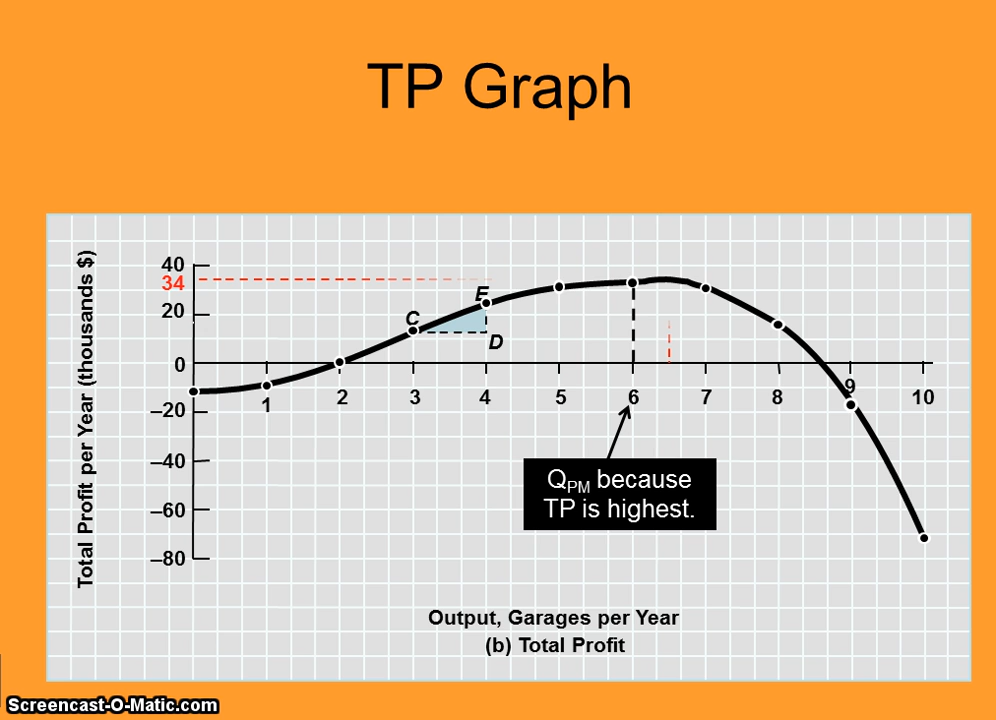 TP Graph
Total Profit per Year (thousands $)
40
34
20
0
–20
–40
–60
–80
C
E
D
1
2
3
4
5
6
7
8
9
10
QPM because
TP is highest.
Output, Garages per Year
(b) Total Profit
Screencast-O-Matic.com